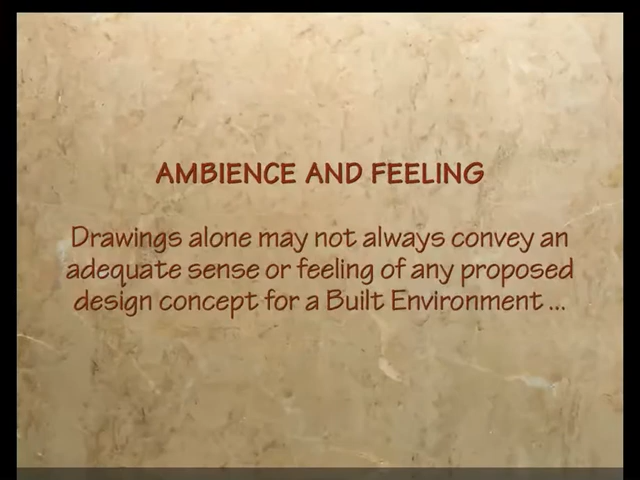 AMBIENCE AND FEELING
Drawings alone may not always convey an
adequate sense or feeling of any proposed
design concept for a Built Environment ...